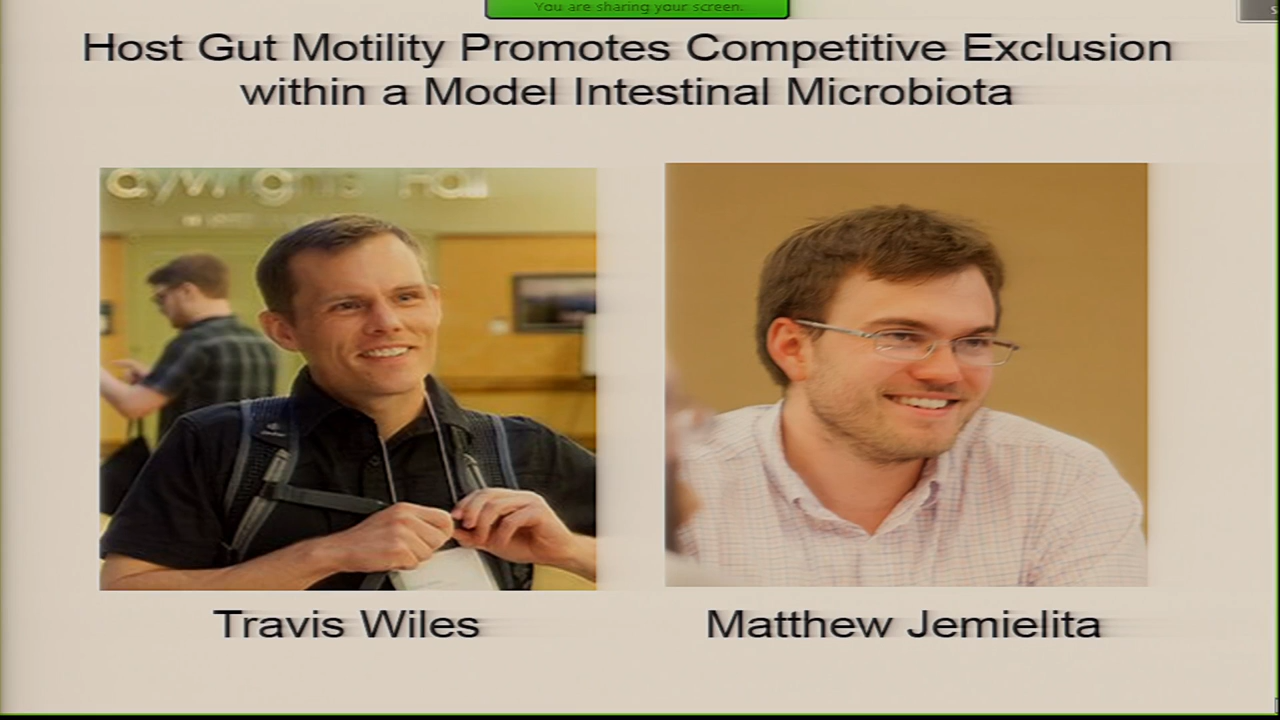 You are sharing your screen.
Host Gut Motility Promotes Competitive Exclusion
within a Model Intestinal Microbiota
Travis Wiles
Matthew Jemielita